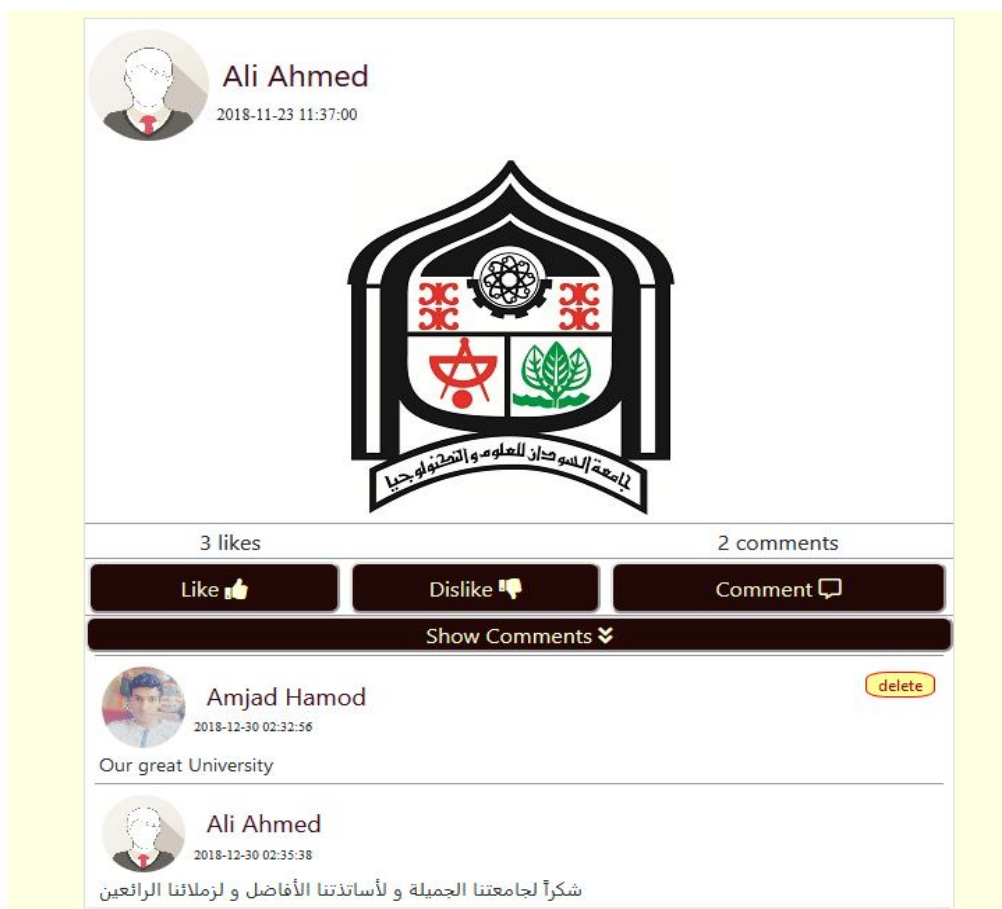 Ali Ahmed
2018-11-23 11:37:00
جامعة السودان للعلوم و التكنولوجيا
3 likes
2 comments
Like
Dislike
Comment
Show Comments
Amjad Hamod
delete
2018-12-30 02:32:56
Our great University
Ali Ahmed
2018-12-30 02:35:38
شكراً لجامعتنا الجميلة و لأساتذتنا الأفاضل و لزملائنا الرائعين